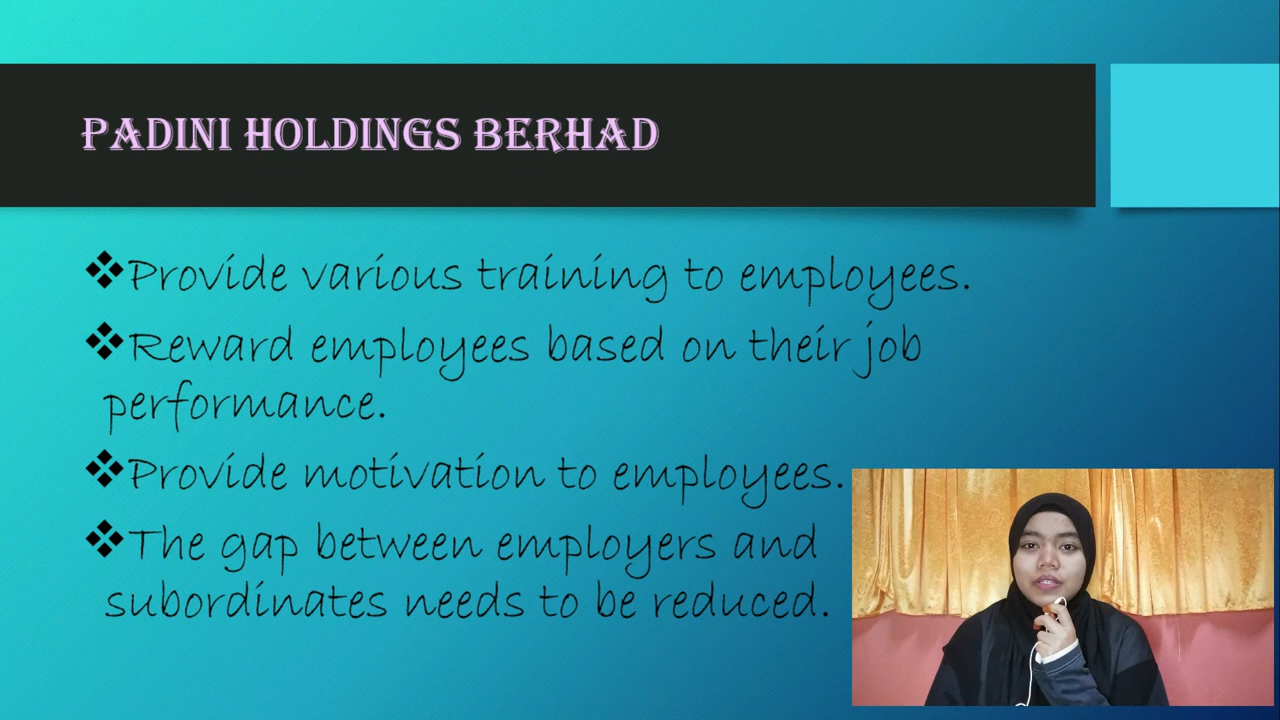 PADINI HOLDINGS BERHAD
❖Provide various training to employees.
❖Reward employees based on their job
performance.
❖Provide motivation to employees.
❖The gap between employers and
subordinates needs to be reduced.